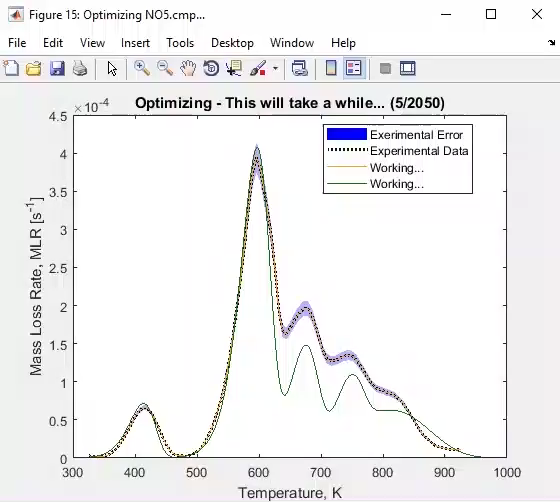 Figure 15: Optimizing NO5.cmp...
File Edit View Insert Tools Desktop Window Help
Optimizing - This will take a while... (5/2050)
×10-4
4.5
4
3.5
3
2.5
2
1.5
1
0.5
0
Mass Loss Rate, MLR [s-1]
Exerimental Error
Experimental Data
Working...
Working...
300 400 500 600 700 800 900 1000
Temperature, K